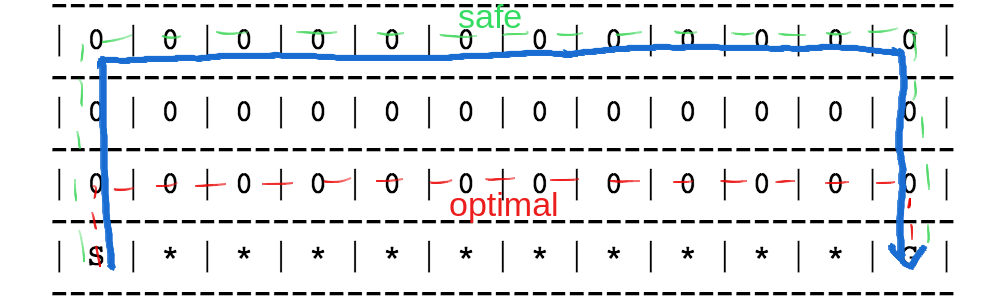 safe
| 0 | 0 | 0 | 0 | 0 | 0 | 0 | 0 | 0 | 0 | 0 | 0 |
| 0 | 0 | 0 | 0 | 0 | 0 | 0 | 0 | 0 | 0 | 0 | 0 |
| 0 | 0 | 0 | 0 | 0 | 0 | 0 | 0 | 0 | 0 | 0 | 0 |
optimal
| S | * | * | * | * | * | * | * | * | * | * | G |